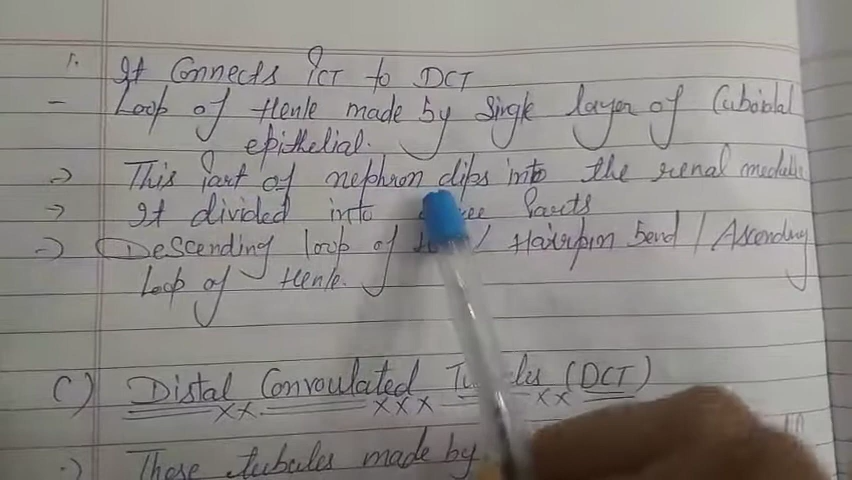 It Connects PCT to DCT
- Loop of Henle made by Single layer of Cuboidal
epithelial.
→ This part of nephron dips into the renal medulla
→ It divided into Parts
→ Descending loop of / Hairpin bend / Ascending
Loop of Henle.
C) Distal Convoulated (DCT)
These tubules made by